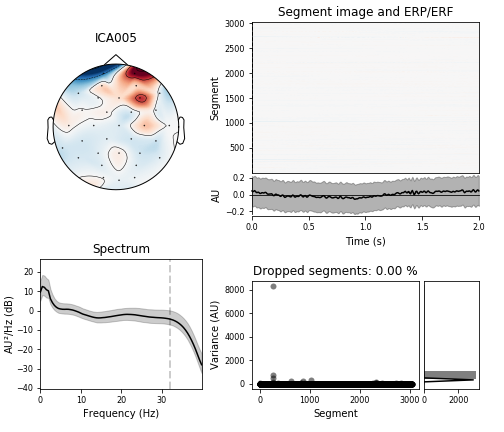 ICA005
Segment image and ERP/ERF
Segment
3000
2500
2000
1500
1000
500
AU
0.2
0.0
−0.2
0.0 0.5 1.0 1.5 2.0
Time (s)
Spectrum
AU²/Hz (dB)
20
10
0
−10
−20
−30
−40
0 10 20 30
Frequency (Hz)
Dropped segments: 0.00 %
Variance (AU)
8000
6000
4000
2000
0
0 1000 2000 3000
Segment
0 2000